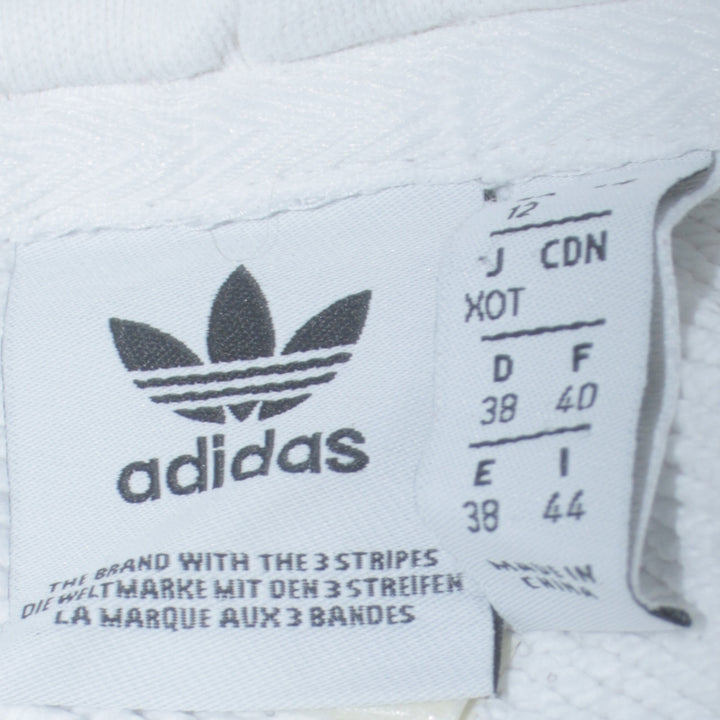 adidas
THE BRAND WITH THE 3 STRIPES
DIE WELTMARKE MIT DEN 3 STREIFEN
LA MARQUE AUX 3 BANDES
12
J CDN
XOT
D F
38 40
E I
38 44
MADE IN
CHINA